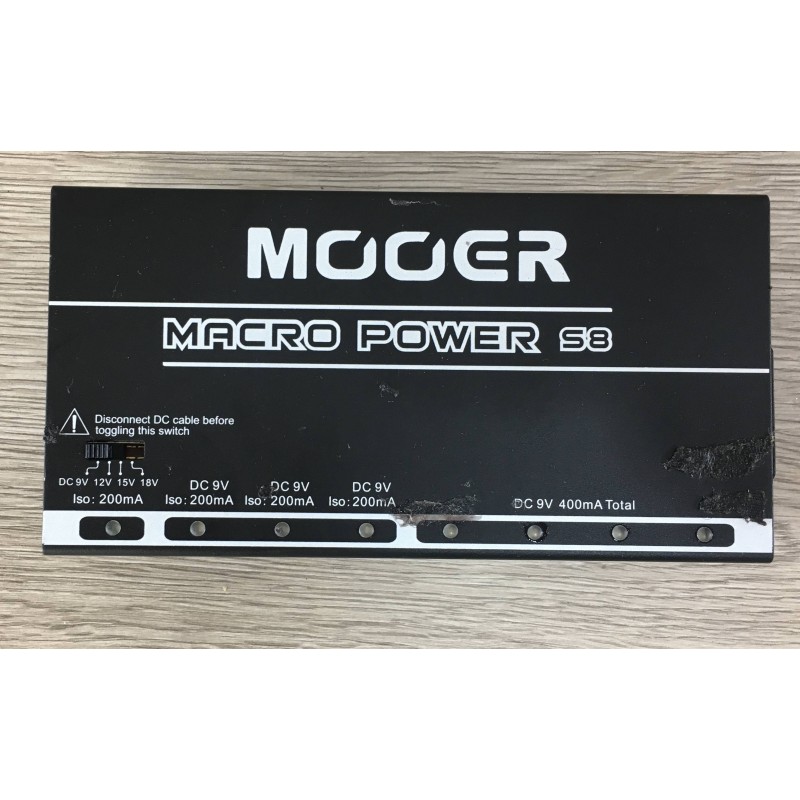 MOOER
MACRO POWER S8
Disconnect DC cable before
toggling this switch
DC 9V 12V 15V 18V
Iso: 200mA
DC 9V
Iso: 200mA
DC 9V
Iso: 200mA
DC 9V
Iso: 200mA
DC 9V 400mA Total